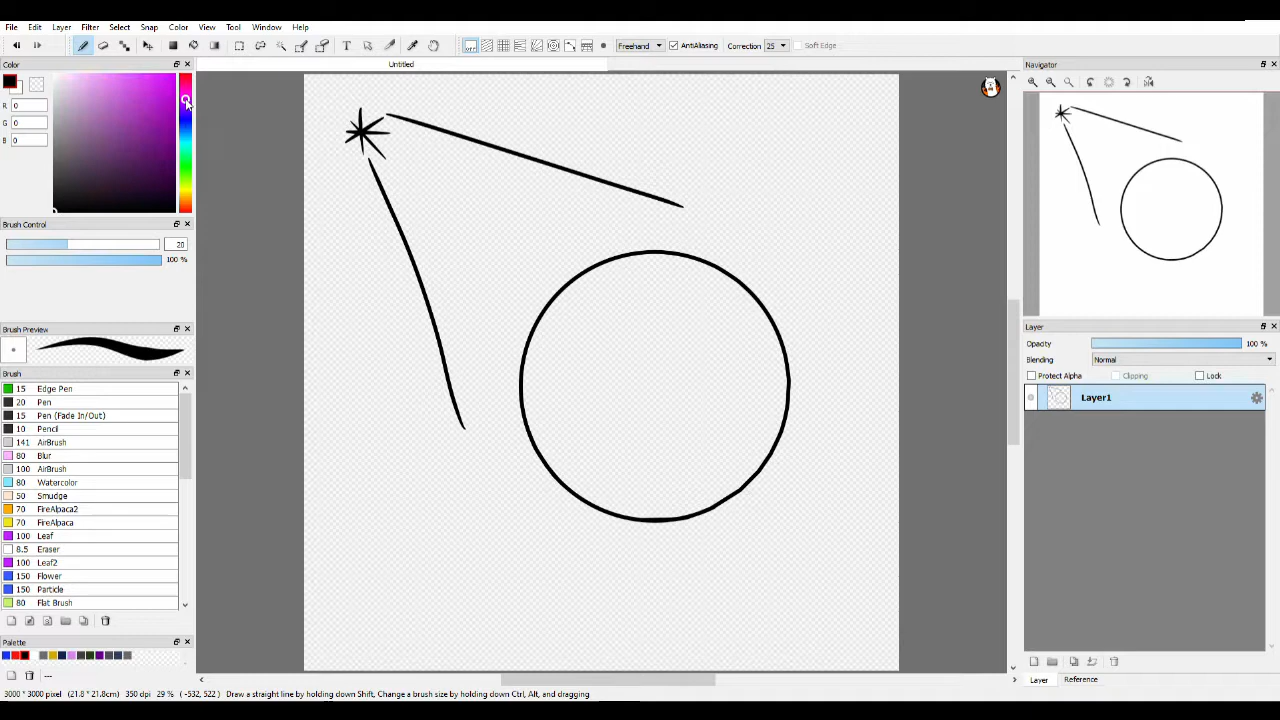 File Edit Layer Filter Select Snap Color View Tool Window Help
OFF Freehand AntiAliasing Correction 25 Soft Edge
Color
Untitled
Navigator
R 0
G 0
B 0
Brush Control
20
100 %
Brush Preview
Brush
15 Edge Pen
20 Pen
15 Pen (Fade In/Out)
10 Pencil
141 AirBrush
80 Blur
100 AirBrush
80 Watercolor
50 Smudge
70 FireAlpaca2
70 FireAlpaca
100 Leaf
8.5 Eraser
100 Leaf2
150 Flower
150 Particle
80 Flat Brush
Palette
---
Layer
Opacity 100 %
Blending Normal
Protect Alpha Clipping Lock
Layer1
Layer Reference
3000 * 3000 pixel (21.8 * 21.8cm) 350 dpi 29 % ( -532, 522 ) Draw a straight line by holding down Shift, Change a brush size by holding down Ctrl, Alt, and dragging